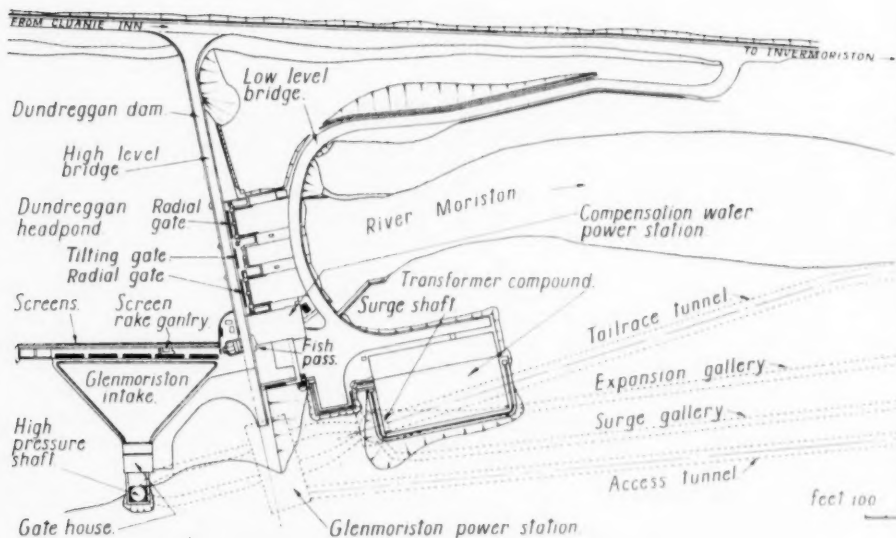 FROM CLUANIE INN
TO INVERMORISTON
Low level
bridge.
Dundreggan dam.
High level
bridge
Dundreggan
headpond.
Radial
gate
River Moriston
Compensation water
power station.
Tilting gate
Radial gate
Transformer compound.
Surge shaft
Screens.
Screen
rake gantry.
Fish
pass.
Tailrace tunnel
Glenmoriston
intake.
Expansion gallery
Surge gallery
High
pressure
shaft
Access tunnel
feet 100
Gate house.
Glenmoriston power station.